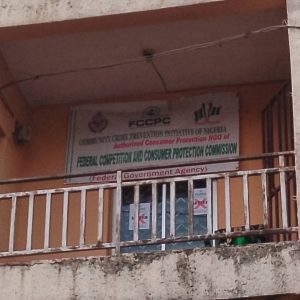 FCCPC
COMMUNITY CRIME PREVENTION INITIATIVE OF NIGERIA
Authorized Consumer Protection NGO of
FEDERAL COMPETITION AND CONSUMER PROTECTION COMMISSION
(Federal Government Agency)